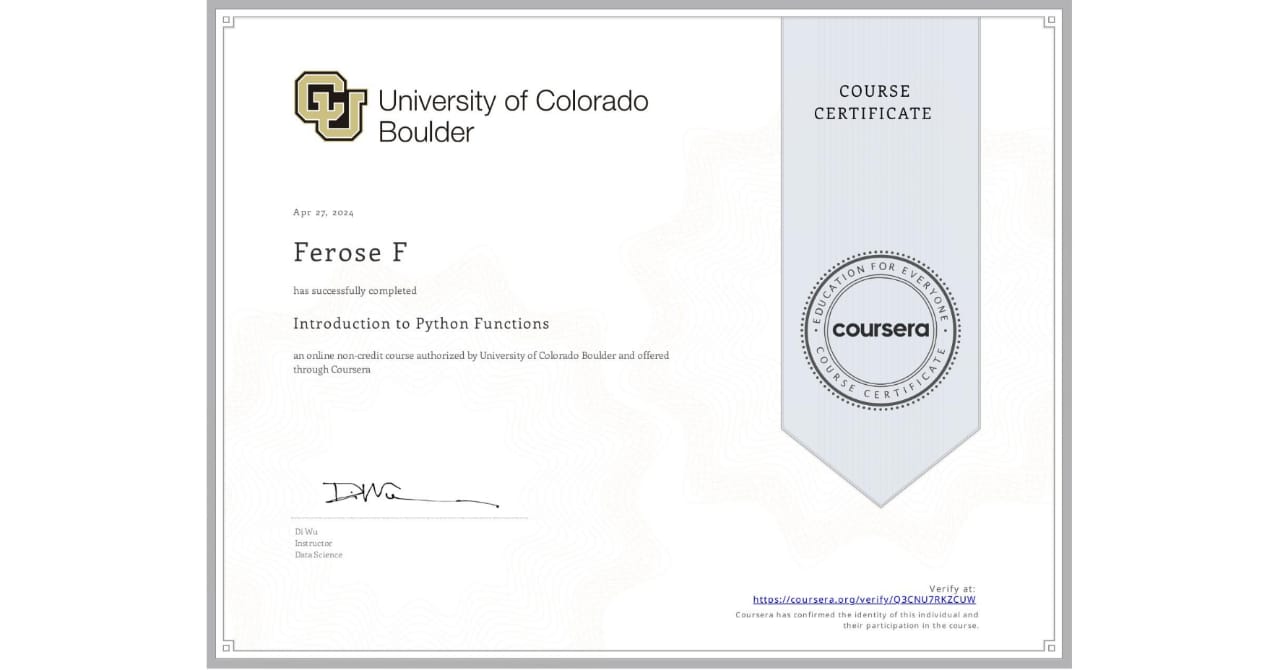 University of Colorado
Boulder
COURSE
CERTIFICATE
Apr 27, 2024
Ferose F
has successfully completed
Introduction to Python Functions
an online non-credit course authorized by University of Colorado Boulder and offered
through Coursera
EDUCATION FOR EVERYONE
coursera
COURSE CERTIFICATE
Di Wu
Di Wu
Instructor
Data Science
Verify at:
https://coursera.org/verify/Q3CNU7RKZCUW
Coursera has confirmed the identity of this individual and
their participation in the course.